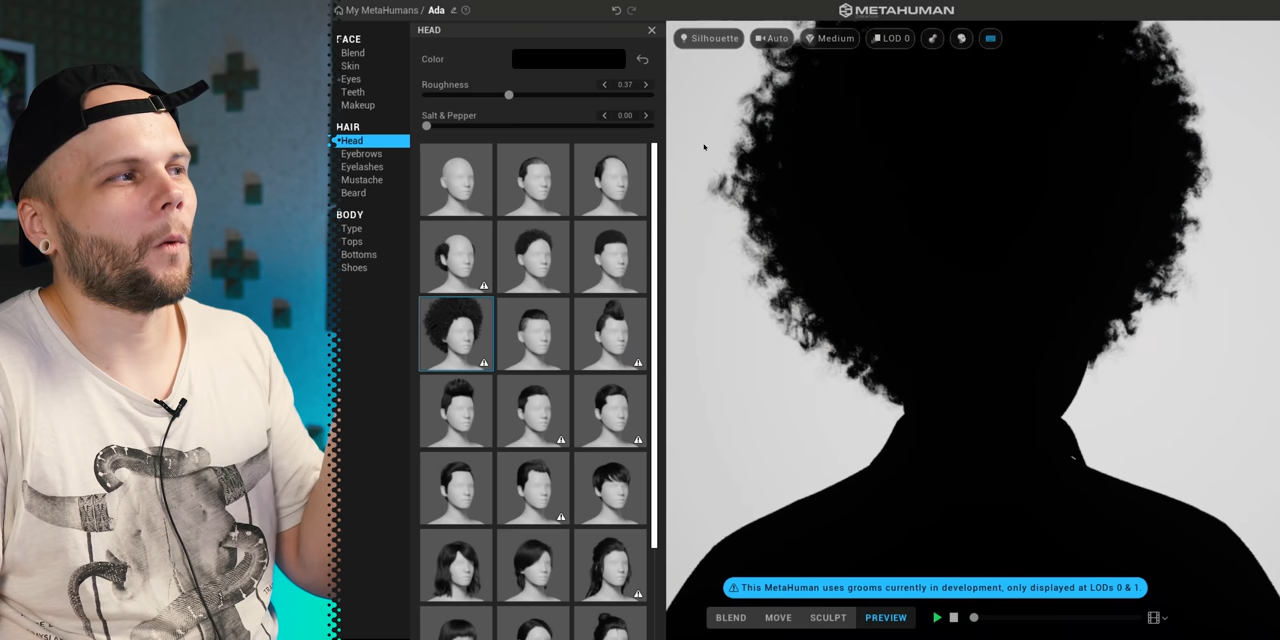 My MetaHumans / Ada
METAHUMAN
FACE
Blend
Skin
Eyes
Teeth
Makeup
HAIR
Head
Eyebrows
Eyelashes
Mustache
Beard
BODY
Type
Tops
Bottoms
Shoes
HEAD
Color
Roughness
0.37
Salt & Pepper
0.00
Silhouette
Auto
Medium
LOD 0
This MetaHuman uses grooms currently in development, only displayed at LODs 0 & 1.
BLEND
MOVE
SCULPT
PREVIEW